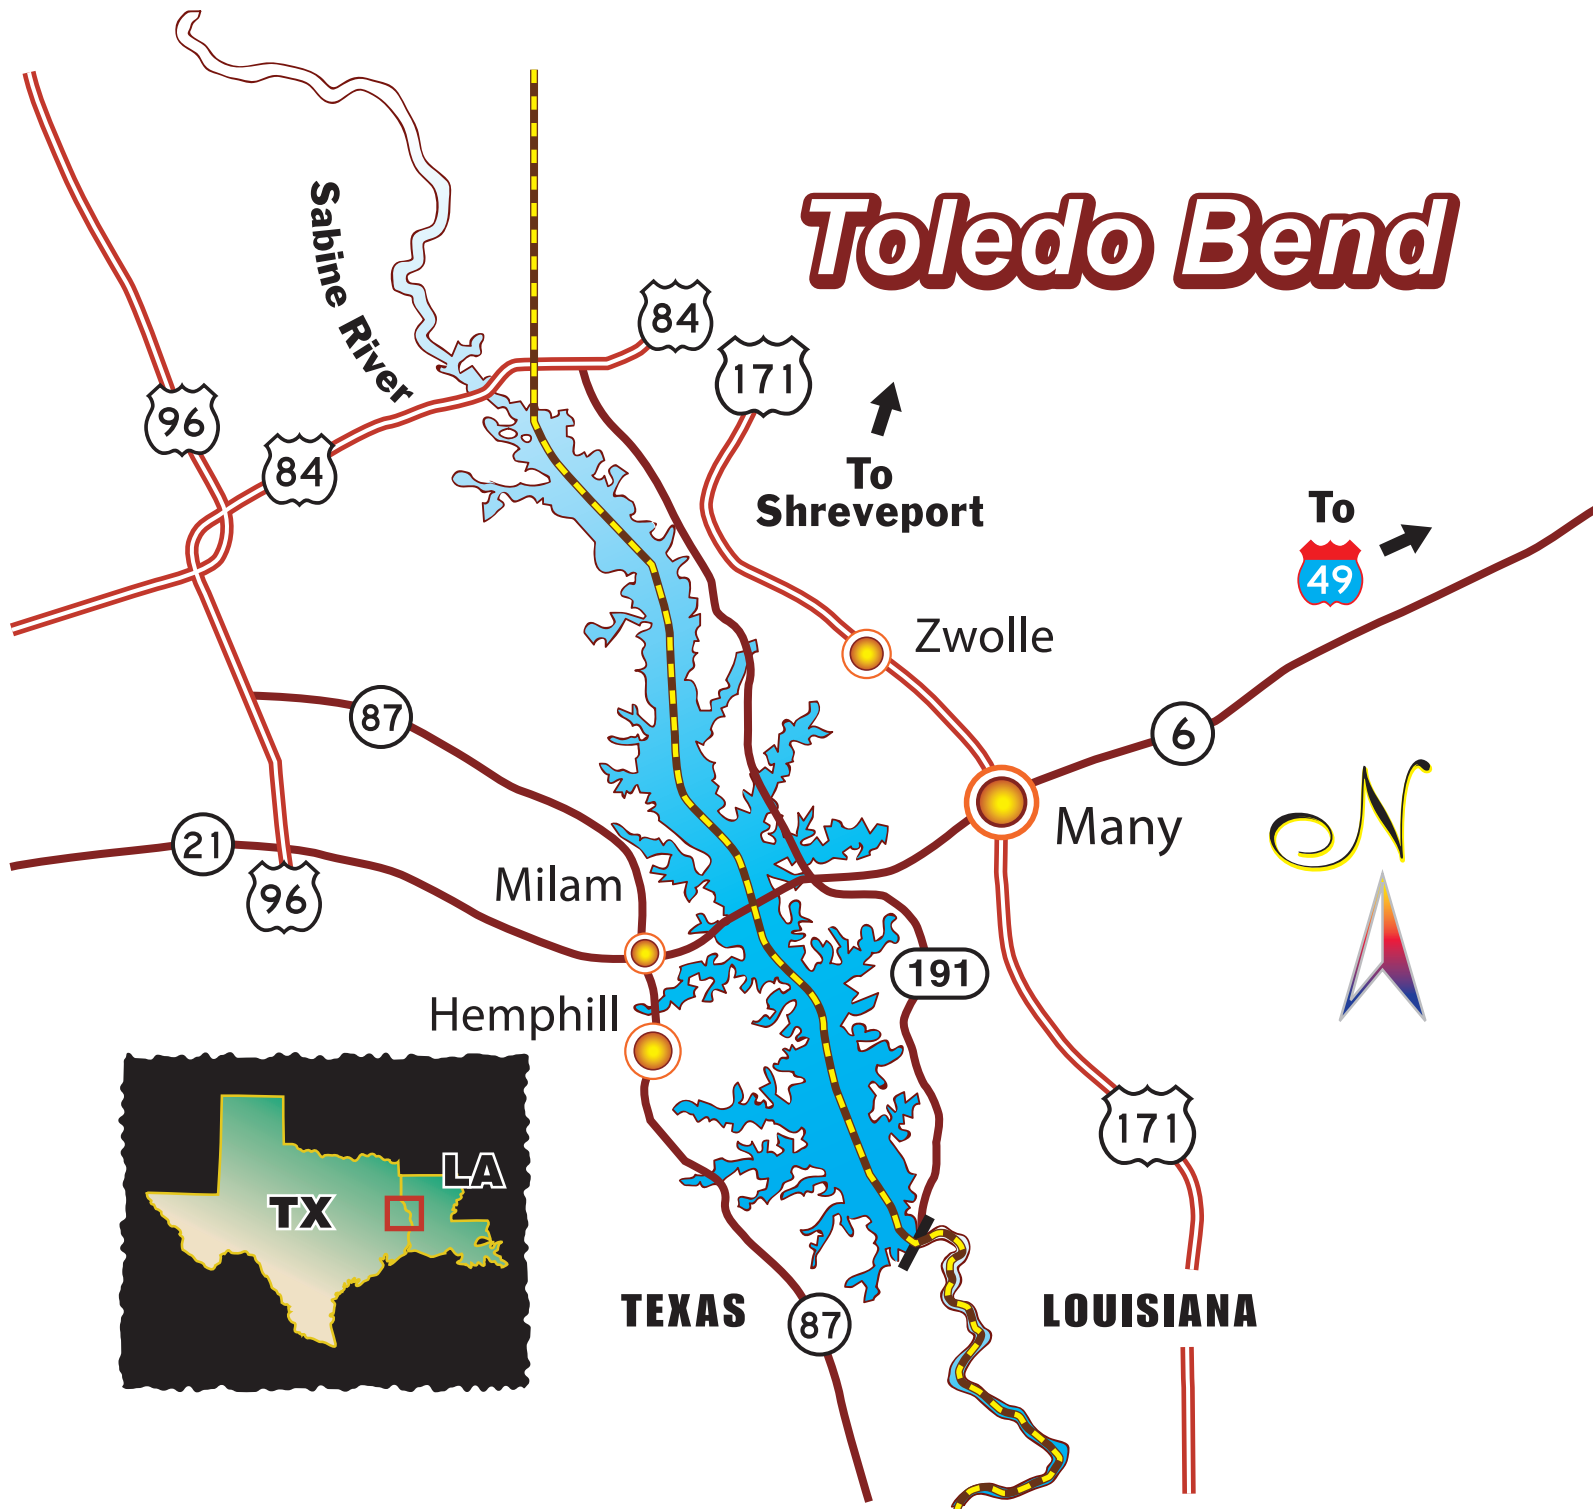 Toledo Bend
Sabine River
84
171
96
84
To
Shreveport
To
49
Zwolle
87
6
Many
N
21
96
Milam
191
Hemphill
171
LA
TX
TEXAS
87
LOUISIANA